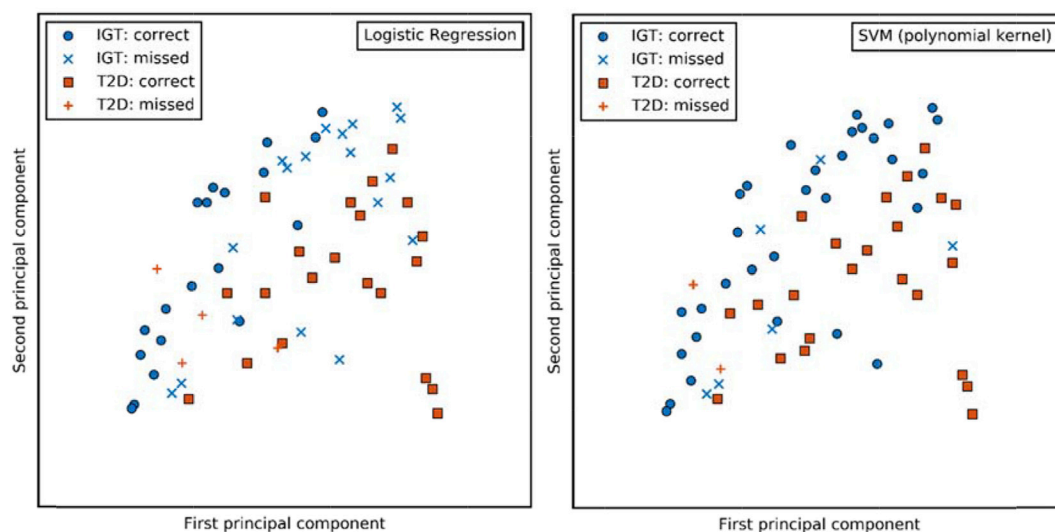 IGT: correct
IGT: missed
T2D: correct
T2D: missed
Logistic Regression
Second principal component
First principal component
IGT: correct
IGT: missed
T2D: correct
T2D: missed
SVM (polynomial kernel)
Second principal component
First principal component